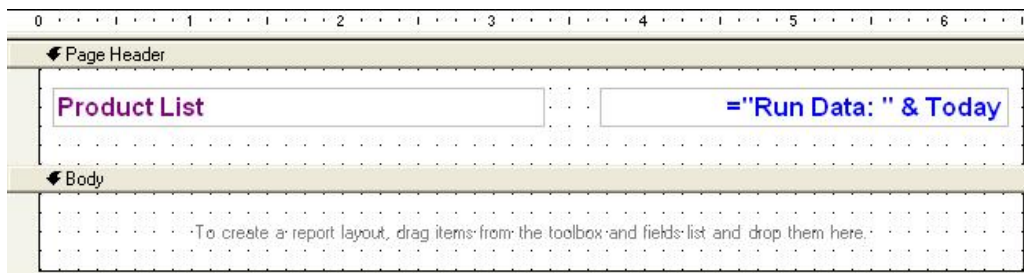 0 1 2 3 4 5 6
Page Header
Product List ="Run Data: " & Today
Body
To create a report layout, drag items from the toolbox and fields list and drop them here.